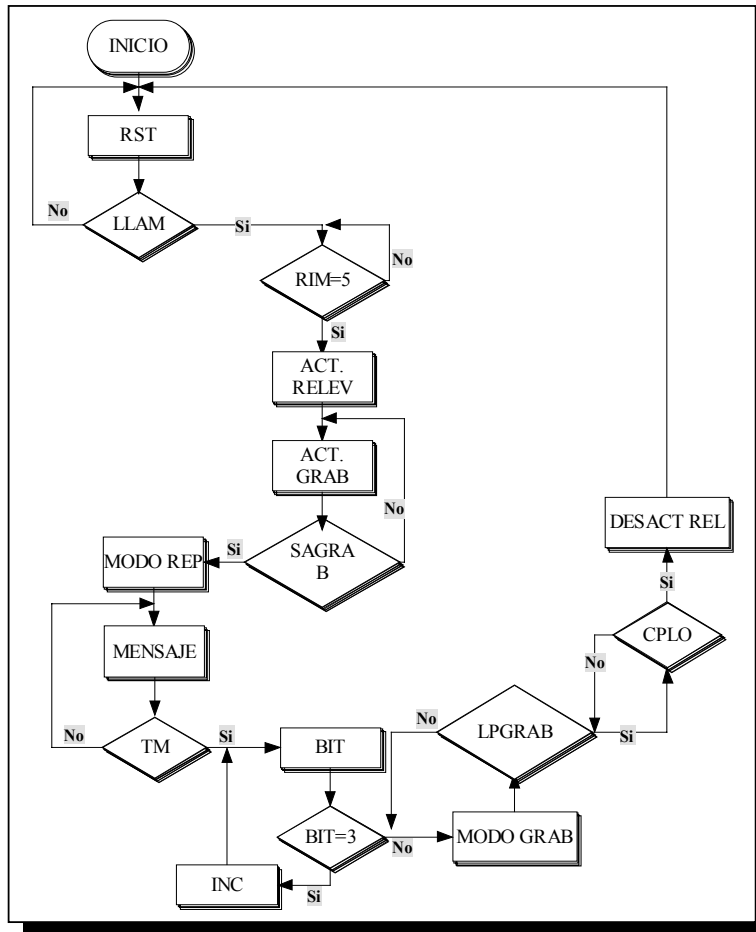 INICIO
RST
LLAM
No
Si
RIM=5
No
Si
ACT.
RELEV
ACT.
GRAB
No
SAGRA
B
Si
MODO REP
MENSAJE
TM
No
Si
BIT
BIT=3
Si
INC
No
MODO GRAB
LPGRAB
No
Si
CPLO
No
Si
DESACT REL